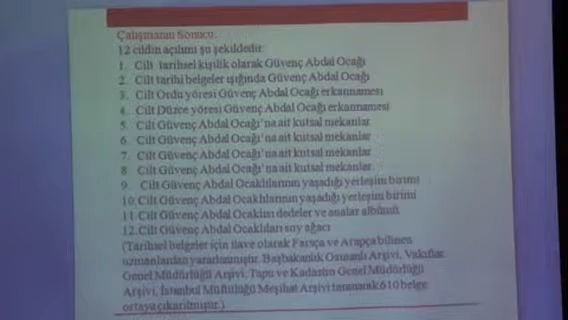 Çalışmanın Sonucu:
12 cildin açılımı şu şekildedir:
1. Cilt tarihsel kişilik olarak Güvenç Abdal Ocağı
2. Cilt tarihi belgeler ışığında Güvenç Abdal Ocağı
3. Cilt Ordu yöresi Güvenç Abdal Ocağı erkannamesi
4. Cilt Düzce yöresi Güvenç Abdal Ocağı erkannamesi
5. Cilt Güvenç Abdal Ocağı'na ait kutsal mekanlar
6. Cilt Güvenç Abdal Ocağı'na ait kutsal mekanlar
7. Cilt Güvenç Abdal Ocağı'na ait kutsal mekanlar
8 Cilt Güvenç Abdal Ocağı'na ait kutsal mekanlar
9. Cilt Güvenç Abdal Ocaklılarının yaşadığı yerleşim birimi
10.Cilt Güvenç Abdal Ocaklılarının yaşadığı yerleşim birimi
11.Cilt Güvenç Abdal dedeler ve analar albümü
12.Cilt Güvenç Abdal Ocaklıları soy ağacı
(Tarihsel belgeler için ilave olarak Farsça ve Arapça bilinen
uzmanlardan yararlanmıştır. Başbakanlık Osmanlı Arşivi, Vakıflar
Genel Müdürlüğü Arşivi, Tapu ve Kadastro Genel Müdürlüğü
Arşivi, İstanbul Müftülüğü Meşihat Arşivi taranarak 610 belge
ortaya çıkarılmıştır.)